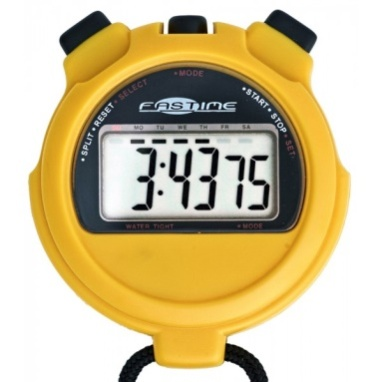 •MODE
•SPLIT•RESET•SELECT
FASTIME
•START•STOP•SET
MO TU WE TH FR SA
3:4375
WATER TIGHT
•MODE